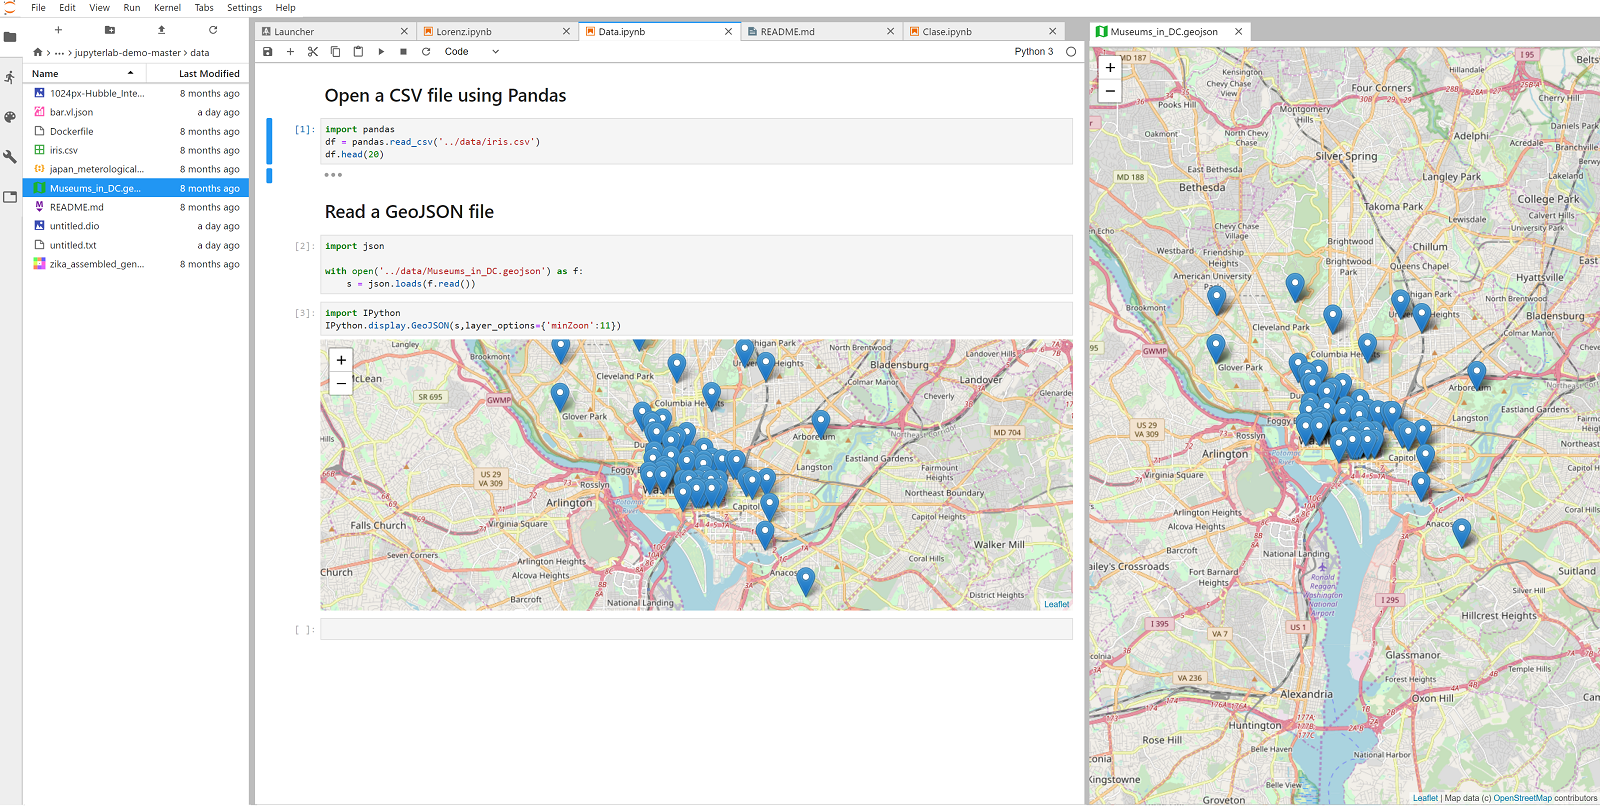 File Edit View Run Kernel Tabs Settings Help
Launcher
Lorenz.ipynb
Data.ipynb
README.md
Clase.ipynb
Museums_in_DC.geojson
Code
Python 3
··· > jupyterlab-demo-master > data
Name Last Modified
1024px-Hubble_Inte... 8 months ago
bar.vl.json a day ago
Dockerfile 8 months ago
iris.csv 8 months ago
japan_meterological... 8 months ago
Museums_in_DC.ge... 8 months ago
README.md 8 months ago
untitled.dio a day ago
untitled.txt a day ago
zika_assembled_gen... 8 months ago
Open a CSV file using Pandas
[1]: import pandas
df = pandas.read_csv('../data/iris.csv')
df.head(20)
Read a GeoJSON file
[2]: import json
with open('../data/Museums_in_DC.geojson') as f:
s = json.loads(f.read())
[3]: import IPython
IPython.display.GeoJSON(s,layer_options={'minZoon':11})
+
−
Langley
Brookmont
McLean
SR 695
GWMP
Cleveland Park
Glover Park
Columbia Heights
North Brentwood
Bladensburg
Colmar Manor
Landover Hills
Landover
Cheverly
Glenarde
MD 704
Arboretum
Langston
Eastland Gardens
Fairmount Heights
Northeast Boundary
Capitol Heights
US 29
VA 309
Rosslyn
Foggy B
Arlington
Potomac River
Capitol
Falls Church
Virginia Square
Seven Corners
Arlington Heights
Alcova Heights
Barcroft
National Landing
Church
Anacos
Coral Hills
Walker Mill
District Heights
Leaflet
[ ]:
+
−
MD 187
Kensington
Chevy Chase View
Pooks Hill
Montgomery Hills
Four Corners
Hillandale
I 95
Beltsv
Cherry Hill
Oakmont
North Chevy Chase
Silver Spring
Adelphi
Daniels Park
Acredale
Branchville
Berwyn Heights
MD 188
East Bethesda
Bethesda
Langley Park
Lakeland
College Park
Takoma Park
Lewisdale
Calvert Hills
University Park
Chevy Chase Village
Westbard
Friendship Heights
American University Park
Brightwood
Brightwood Park
Chillum
Queens Chapel
Hyattsville
East Riverdale
Brookmont
Michigan Park
University Heights
North Brentwood
Bladensburg
Colmar Manor
Cleveland Park
Columbia Heights
Glover Park
GWMP
Arboretum
Langston
Eastland Gardens
Northeast Boundary
US 29
VA 309
Rosslyn
Foggy B
Arlington
Potomac River
Capitol
Virginia Square
Arlington Heights
Alcova Heights
Barcroft
National Landing
Anacos
Coral Hills
ailey's Crossroads
Fort Barnard Heights
Ronald Reagan Washington National Airport
Suitland
Silver Hill
Hillcrest Heights
I 295
I 395
VA 7
US 1
Glassmanor
Forest Heights
Temple Hills
VA 236
Alexandria
Oxon Hill
Huntington
Rose Hill
Belle Haven
National Harbor
Kingstowne
Belle View
Groveton
Leaflet | Map data (c) OpenStreetMap contributors